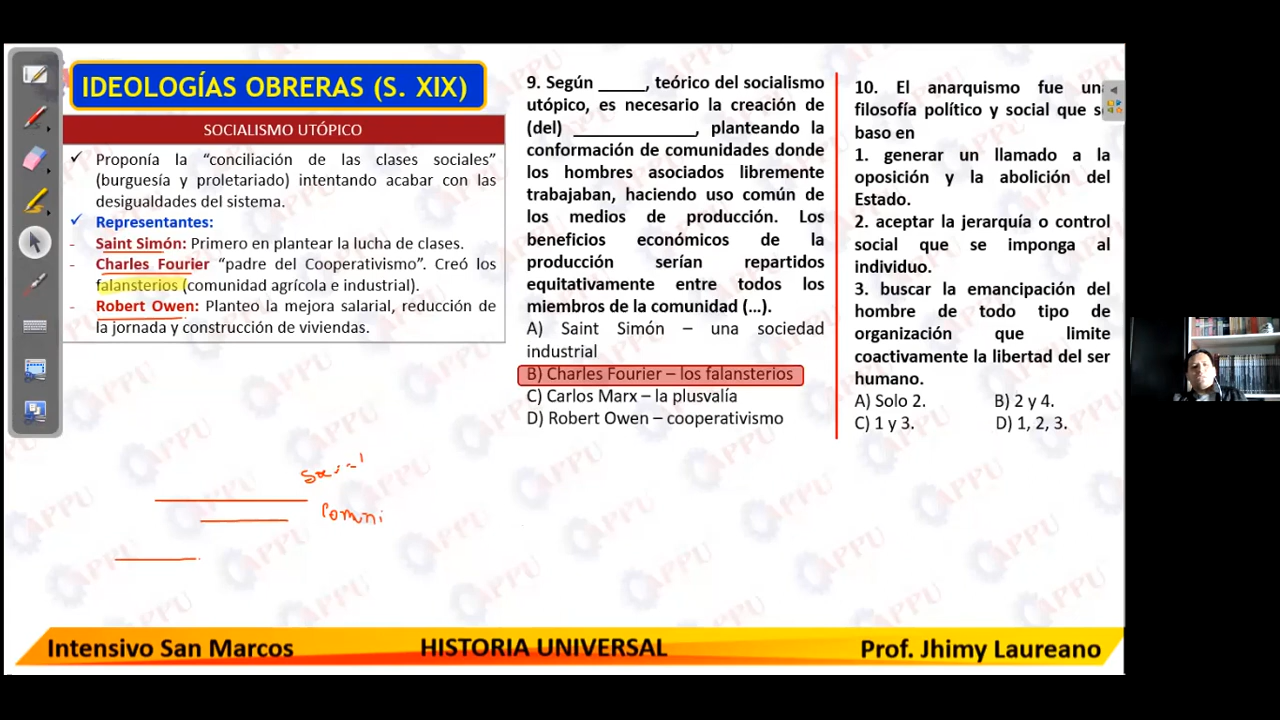 IDEOLOGÍAS OBRERAS (S. XIX)
SOCIALISMO UTÓPICO
✓ Proponía la “conciliación de las clases sociales”
(burguesía y proletariado) intentando acabar con las
desigualdades del sistema.
✓ Representantes:
- Saint Simón: Primero en plantear la lucha de clases.
- Charles Fourier “padre del Cooperativismo”. Creó los
falansterios (comunidad agrícola e industrial).
- Robert Owen: Planteo la mejora salarial, reducción de
la jornada y construcción de viviendas.
Comuni
9. Según _____, teórico del socialismo
utópico, es necesario la creación de
(del) _____________, planteando la
conformación de comunidades donde
los hombres asociados libremente
trabajaban, haciendo uso común de
los medios de producción. Los
beneficios económicos de la
producción serían repartidos
equitativamente entre todos los
miembros de la comunidad (...).
A) Saint Simón – una sociedad
industrial
B) Charles Fourier – los falansterios
C) Carlos Marx – la plusvalía
D) Robert Owen – cooperativismo
10. El anarquismo fue una
filosofía político y social que se
baso en
1. generar un llamado a la
oposición y la abolición del
Estado.
2. aceptar la jerarquía o control
social que se imponga al
individuo.
3. buscar la emancipación del
hombre de todo tipo de
organización que limite
coactivamente la libertad del ser
humano.
A) Solo 2. B) 2 y 4.
C) 1 y 3. D) 1, 2, 3.
APPU
Intensivo San Marcos HISTORIA UNIVERSAL Prof. Jhimy Laureano